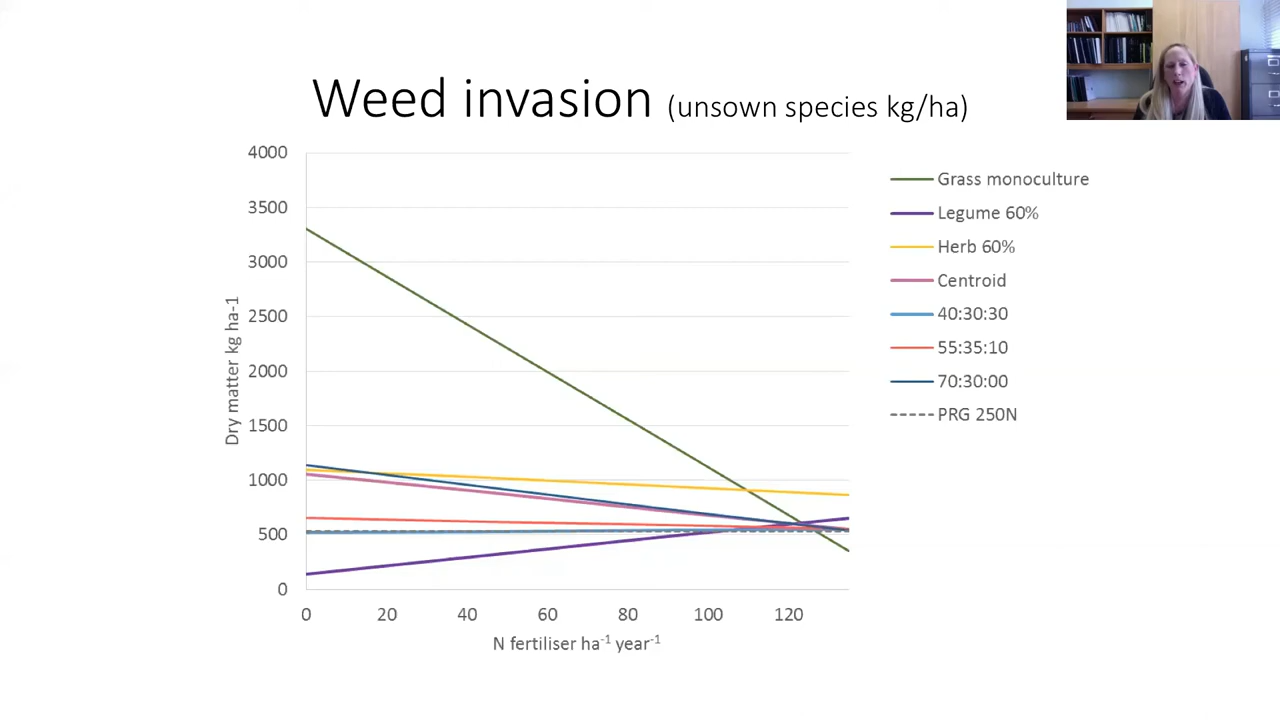 Weed invasion (unsown species kg/ha)
4000
3500
3000
2500
2000
1500
1000
500
0
Dry matter kg ha-1
0 20 40 60 80 100 120
N fertiliser ha⁻¹ year⁻¹
Grass monoculture
Legume 60%
Herb 60%
Centroid
40:30:30
55:35:10
70:30:00
PRG 250N